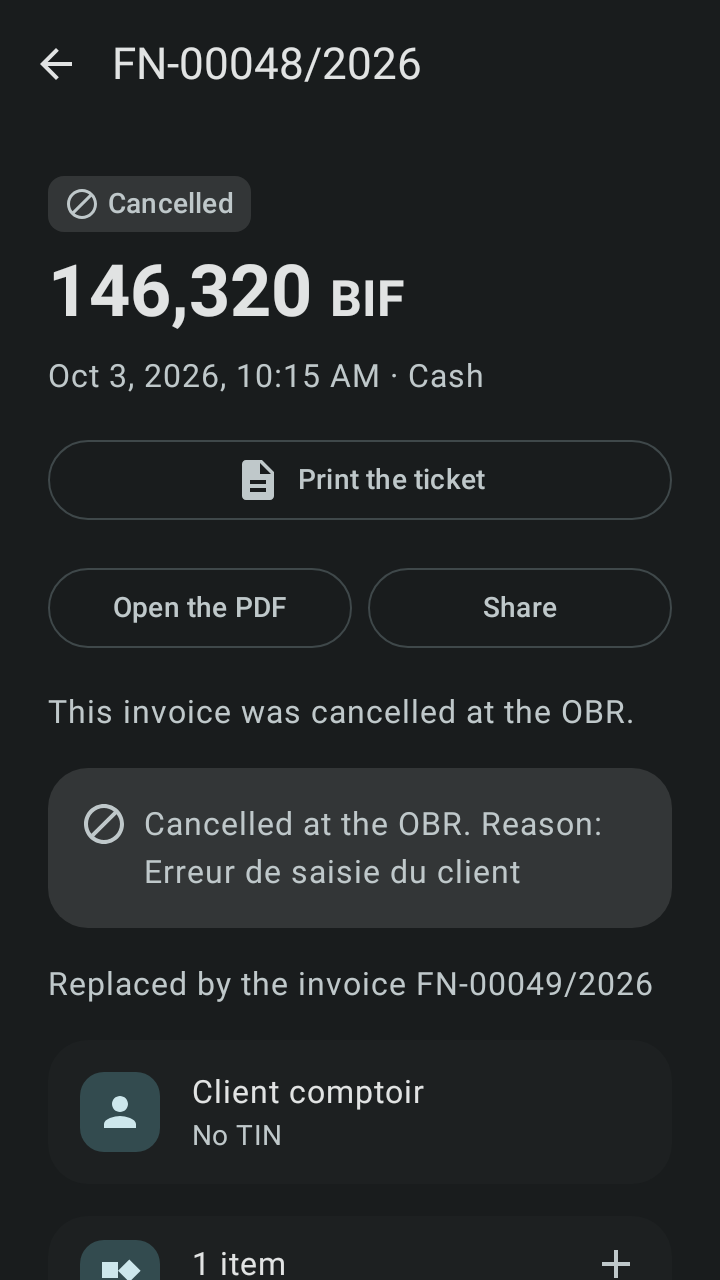 FN-00048/2026
Cancelled
146,320 BIF
Oct 3, 2026, 10:15 AM · Cash
Print the ticket
Open the PDF
Share
This invoice was cancelled at the OBR.
Cancelled at the OBR. Reason:
Erreur de saisie du client
Replaced by the invoice FN-00049/2026
Client comptoir
No TIN
1 item